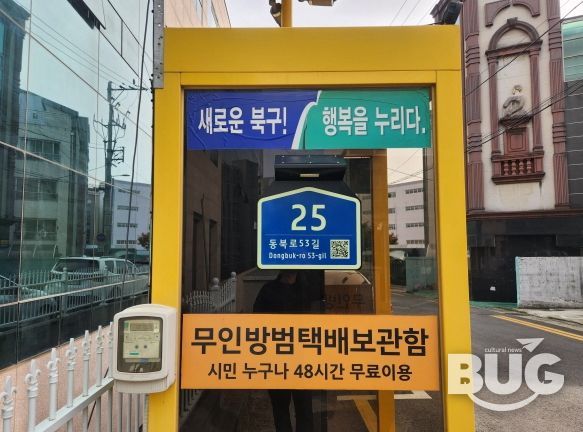 새로운 북구! 행복을 누리다.
25
동북로53길
Dongbuk-ro 53-gil
무인방범택배보관함
시민 누구나 48시간 무료이용
cultural news
BUG